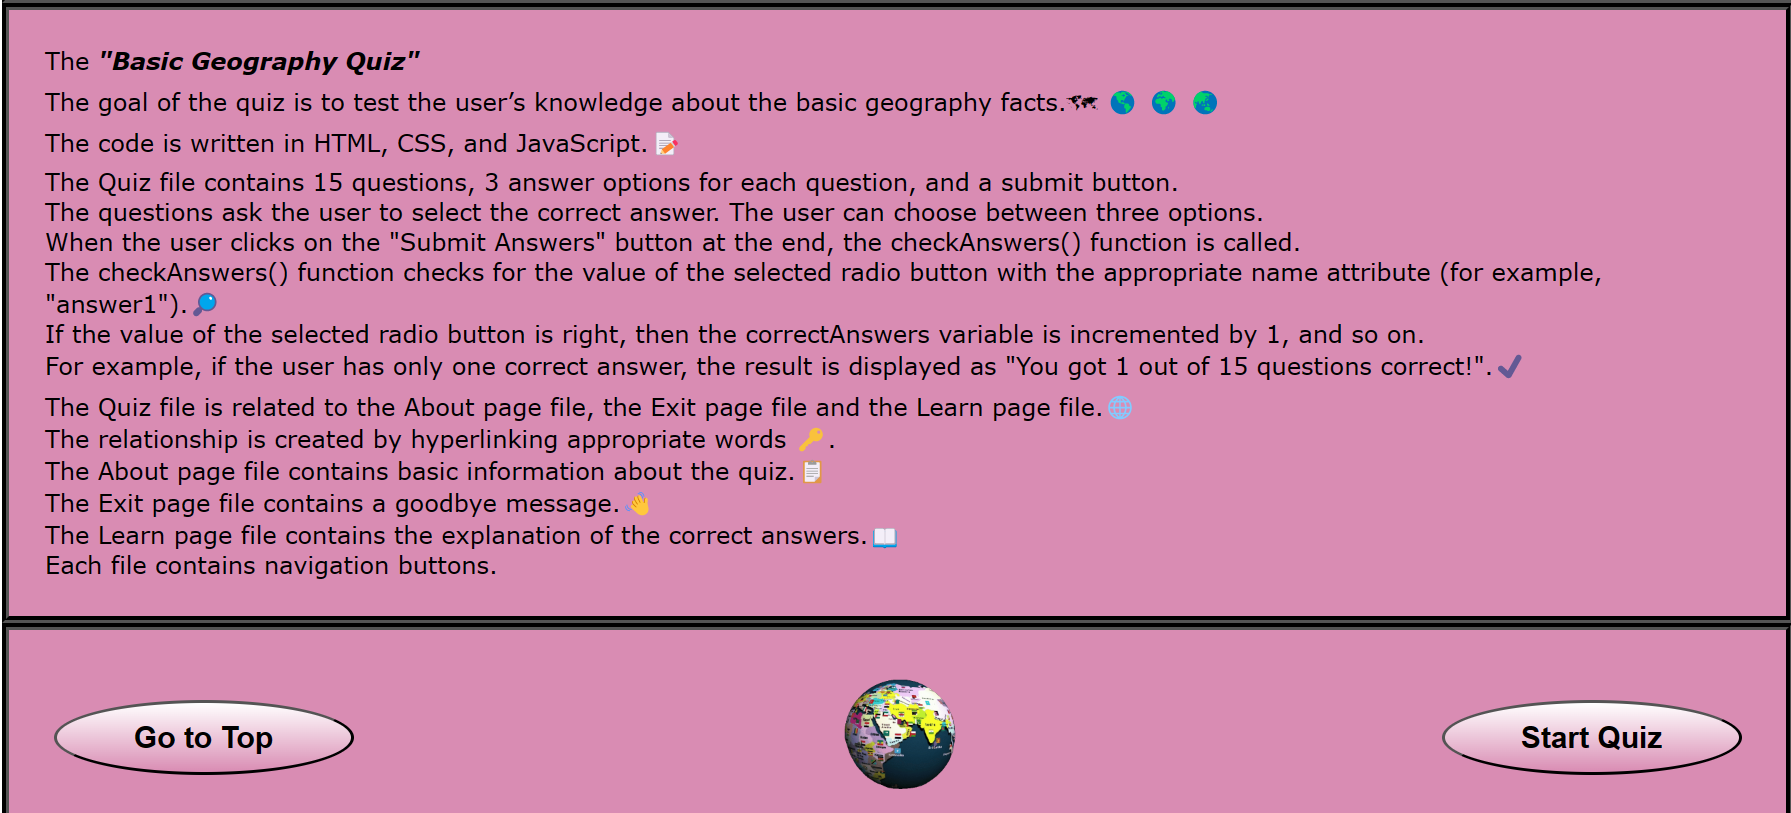 The "Basic Geography Quiz"
The goal of the quiz is to test the user’s knowledge about the basic geography facts.🗺 🌎 🌍 🌏
The code is written in HTML, CSS, and JavaScript. 📝
The Quiz file contains 15 questions, 3 answer options for each question, and a submit button.
The questions ask the user to select the correct answer. The user can choose between three options.
When the user clicks on the "Submit Answers" button at the end, the checkAnswers() function is called.
The checkAnswers() function checks for the value of the selected radio button with the appropriate name attribute (for example,
"answer1"). 🔎
If the value of the selected radio button is right, then the correctAnswers variable is incremented by 1, and so on.
For example, if the user has only one correct answer, the result is displayed as "You got 1 out of 15 questions correct!". ✔
The Quiz file is related to the About page file, the Exit page file and the Learn page file. 🌐
The relationship is created by hyperlinking appropriate words 🔑.
The About page file contains basic information about the quiz. 📋
The Exit page file contains a goodbye message. 👋
The Learn page file contains the explanation of the correct answers. 📖
Each file contains navigation buttons.
Go to Top
Start Quiz